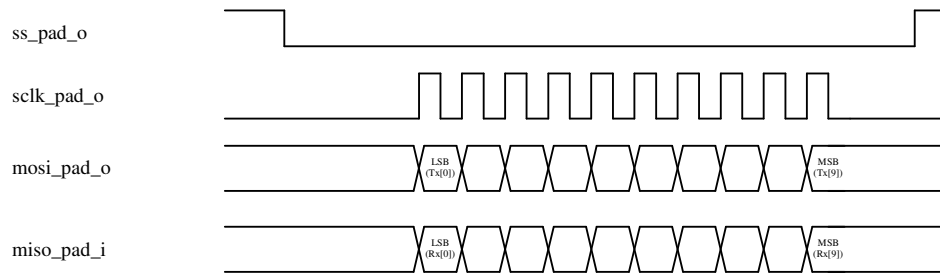 ss_pad_o
sclk_pad_o
mosi_pad_o
LSB
(Tx[0])
MSB
(Tx[9])
miso_pad_i
LSB
(Rx[0])
MSB
(Rx[9])